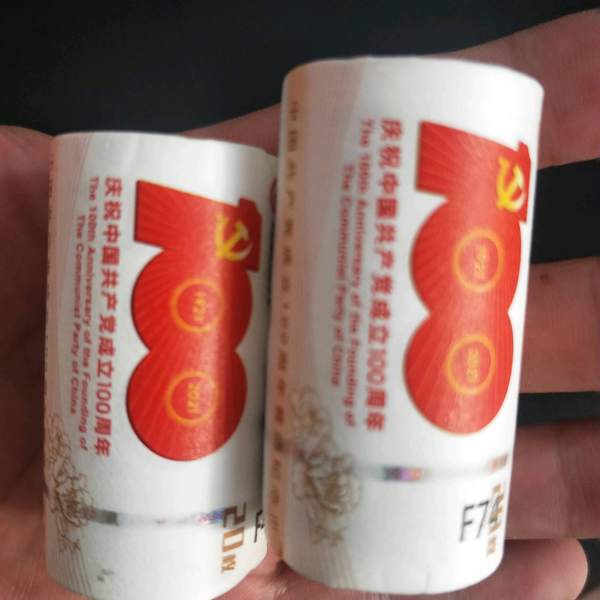 庆祝中国共产党成立100周年
The 100th Anniversary of the Founding of
The Communist Party of China
100
1921
2021
20枚
庆祝中国共产党成立100周年
The 100th Anniversary of the Founding of
The Communist Party of China
100
1921
2021
F7
枚